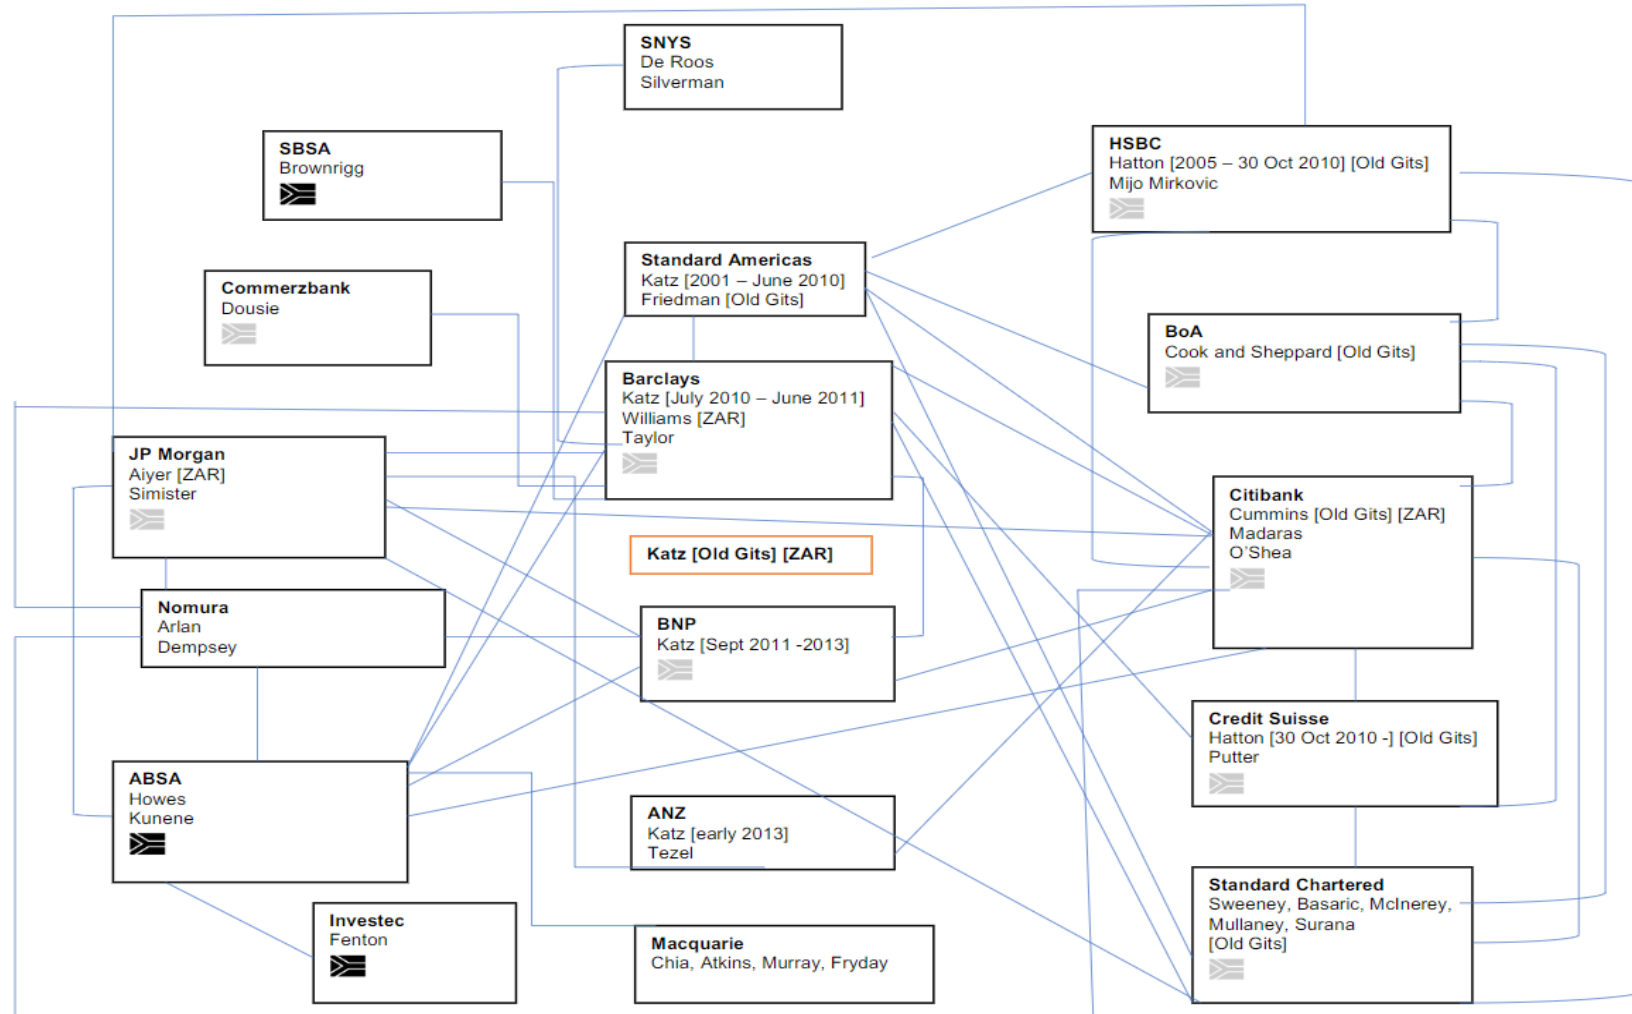 SNYS
De Roos
Silverman
SBSA
Brownrigg
HSBC
Hatton [2005 – 30 Oct 2010] [Old Gits]
Mijo Mirkovic
Standard Americas
Katz [2001 – June 2010]
Friedman [Old Gits]
Commerzbank
Dousie
BoA
Cook and Sheppard [Old Gits]
Barclays
Katz [July 2010 – June 2011]
Williams [ZAR]
Taylor
JP Morgan
Aiyer [ZAR]
Simister
Citibank
Cummins [Old Gits] [ZAR]
Madaras
O'Shea
Katz [Old Gits] [ZAR]
Nomura
Arlan
Dempsey
BNP
Katz [Sept 2011 -2013]
Credit Suisse
Hatton [30 Oct 2010 -] [Old Gits]
Putter
ABSA
Howes
Kunene
ANZ
Katz [early 2013]
Tezel
Standard Chartered
Sweeney, Basaric, McInerey,
Mullaney, Surana
[Old Gits]
Investec
Fenton
Macquarie
Chia, Atkins, Murray, Fryday